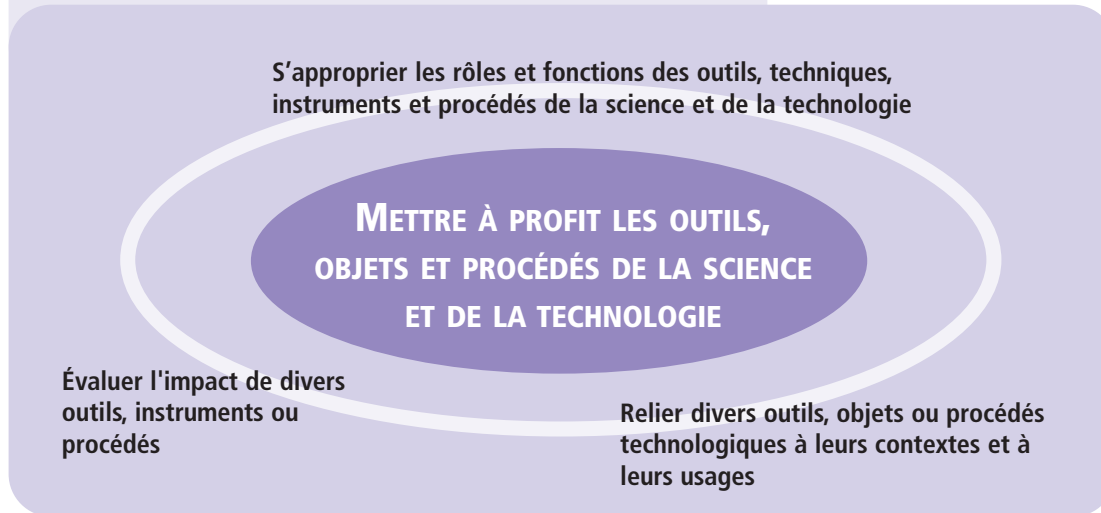 S’approprier les rôles et fonctions des outils, techniques,
instruments et procédés de la science et de la technologie
METTRE À PROFIT LES OUTILS,
OBJETS ET PROCÉDÉS DE LA SCIENCE
ET DE LA TECHNOLOGIE
Évaluer l'impact de divers
outils, instruments ou
procédés
Relier divers outils, objets ou procédés
technologiques à leurs contextes et à
leurs usages